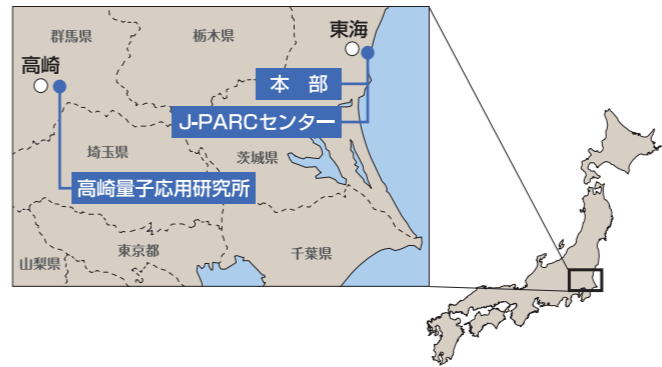 群馬県
栃木県
東海
高崎
本　部
J-PARCセンター
埼玉県
茨城県
高崎量子応用研究所
山梨県
東京都
千葉県